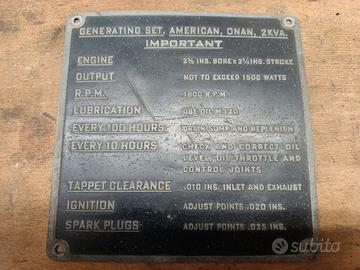 GENERATING SET, AMERICAN, ONAN, 2KVA.
IMPORTANT
ENGINE 2⅝ INS. BORE X 2¼ INS. STROKE
OUTPUT NOT TO EXCEED 1500 WATTS
R.P.M. 1800 R.P.M.
LUBRICATION USE OIL M 120
EVERY 100 HOURS DRAIN SUMP AND REPLENISH
EVERY 10 HOURS CHECK AND CORRECT OIL
LEVEL, OIL THROTTLE AND
CONTROL JOINTS
TAPPET CLEARANCE .010 INS. INLET AND EXHAUST
IGNITION ADJUST POINTS .020 INS.
SPARK PLUGS ADJUST POINTS .025 INS.
subito